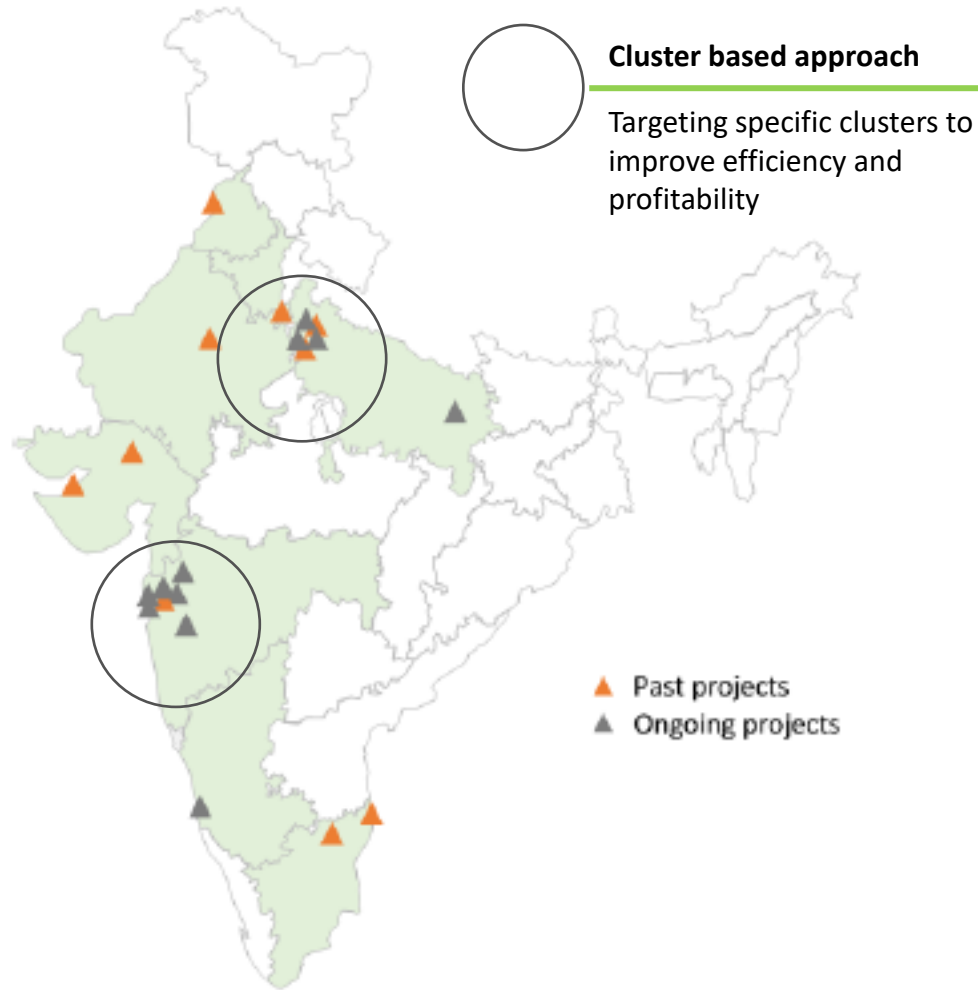 Cluster based approach
Targeting specific clusters to
improve efficiency and
profitability
Past projects
Ongoing projects